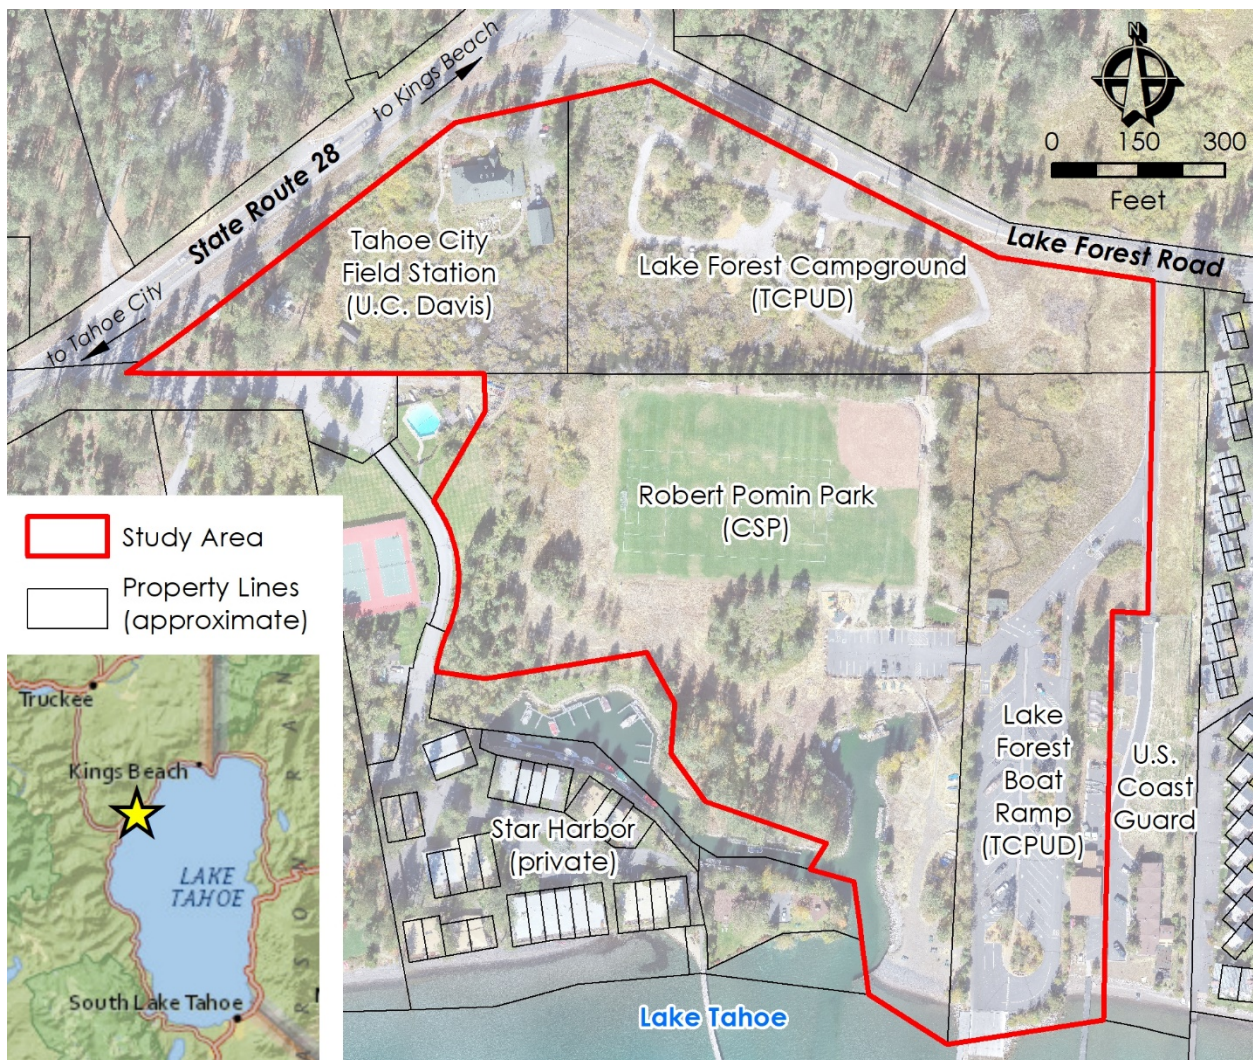 to Kings Beach
State Route 28
to Tahoe City
N
0 150 300
Feet
Lake Forest Road
Tahoe City
Field Station
(U.C. Davis)
Lake Forest Campground
(TCPUD)
Robert Pomin Park
(CSP)
Study Area
Property Lines
(approximate)
Truckee
Kings Beach
LAKE
TAHOE
South Lake Tahoe
Star Harbor
(private)
Lake
Forest
Boat
Ramp
(TCPUD)
U.S.
Coast
Guard
Lake Tahoe